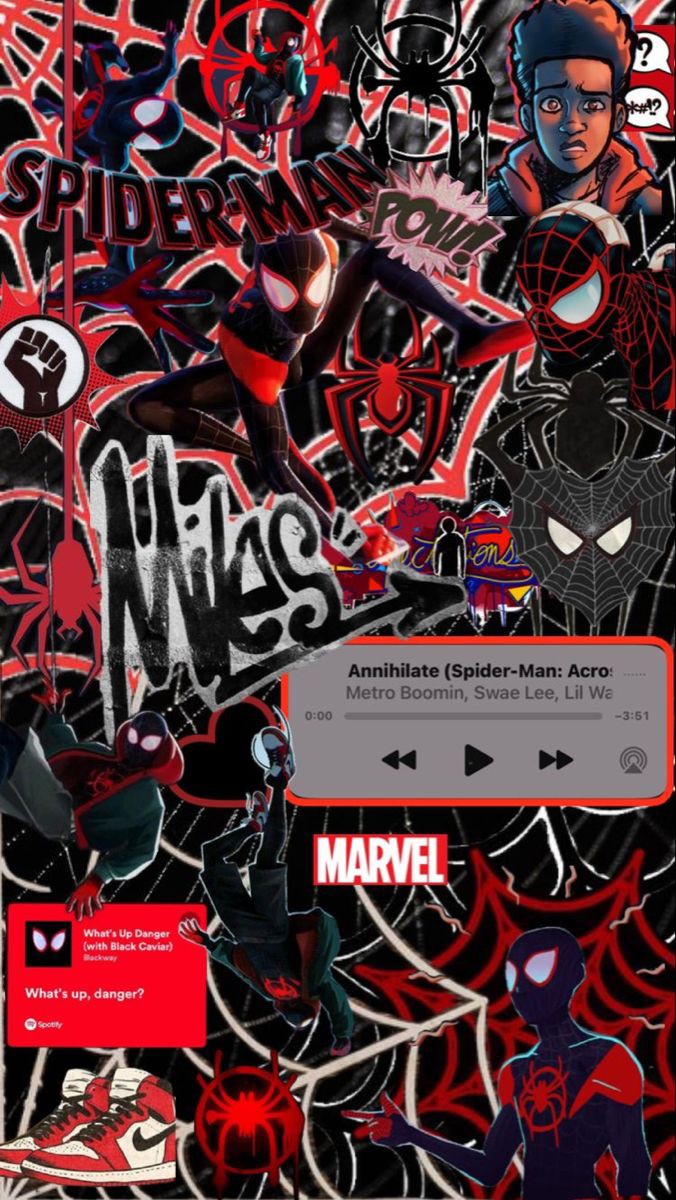 ?
*#!?
SPIDER-MAN
POW!
Miles
Annihilate (Spider-Man: Acro
Metro Boomin, Swae Lee, Lil Wa
0:00
-3:51
MARVEL
What's Up Danger
(with Black Caviar)
Blackway
What's up, danger?
Spotify